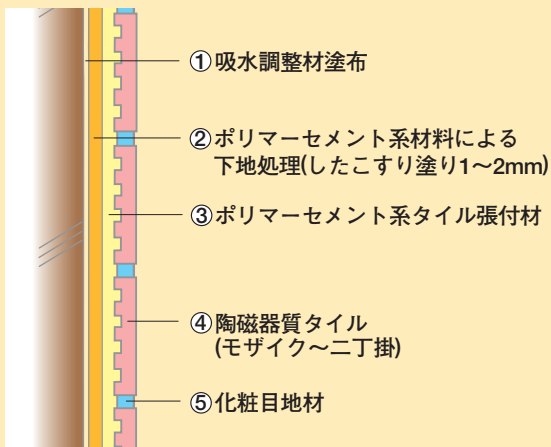 ①吸水調整材塗布
②ポリマーセメント系材料による
下地処理(したこすり塗り1〜2mm)
③ポリマーセメント系タイル張付材
④陶磁器質タイル
(モザイク〜二丁掛)
⑤化粧目地材